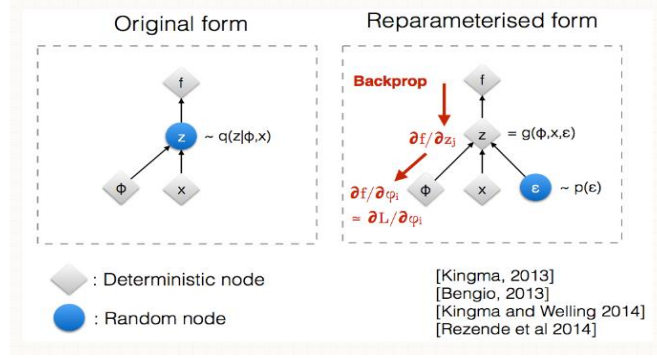 Original form
Reparameterised form
f
z ~ q(z|ϕ,x)
ϕ
x
Backprop
f
∂f/∂zⱼ
z = g(ϕ,x,ε)
∂f/∂φᵢ
≃ ∂L/∂φᵢ
ϕ
x
ε ~ p(ε)
: Deterministic node
: Random node
[Kingma, 2013]
[Bengio, 2013]
[Kingma and Welling 2014]
[Rezende et al 2014]